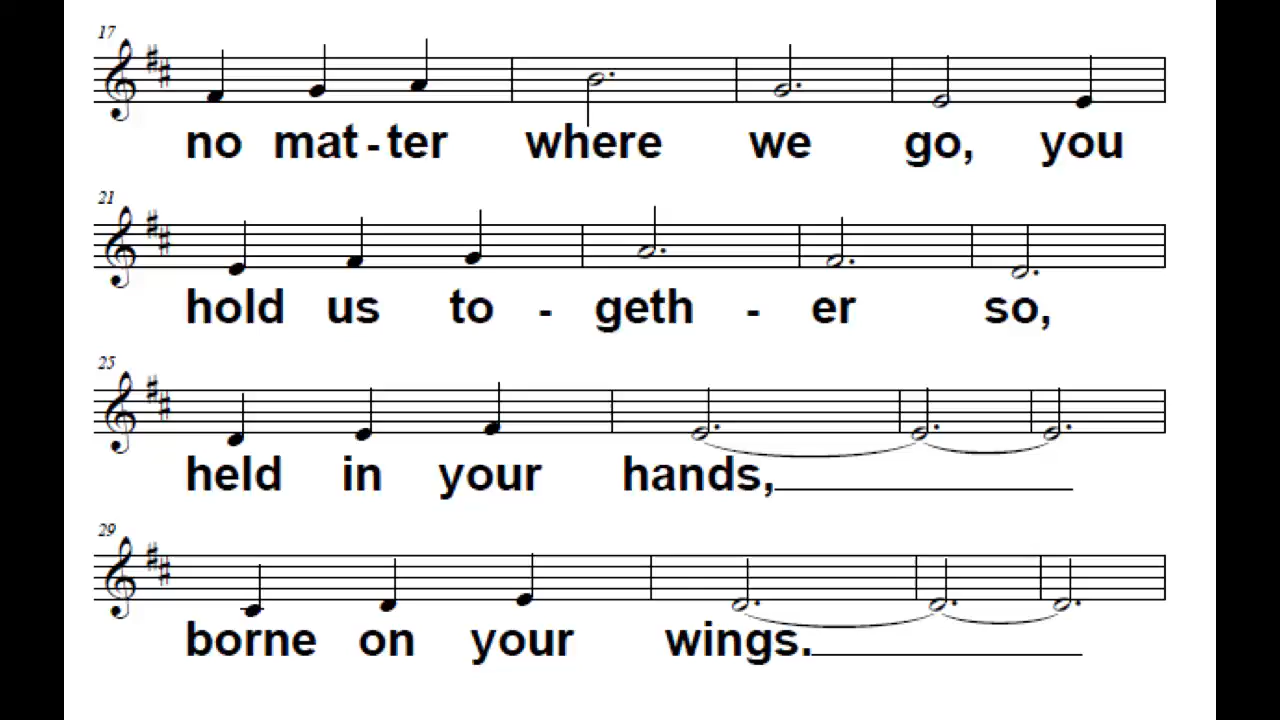 17
no mat - ter where we go, you
21
hold us to - geth - er so,
25
held in your hands,
29
borne on your wings.